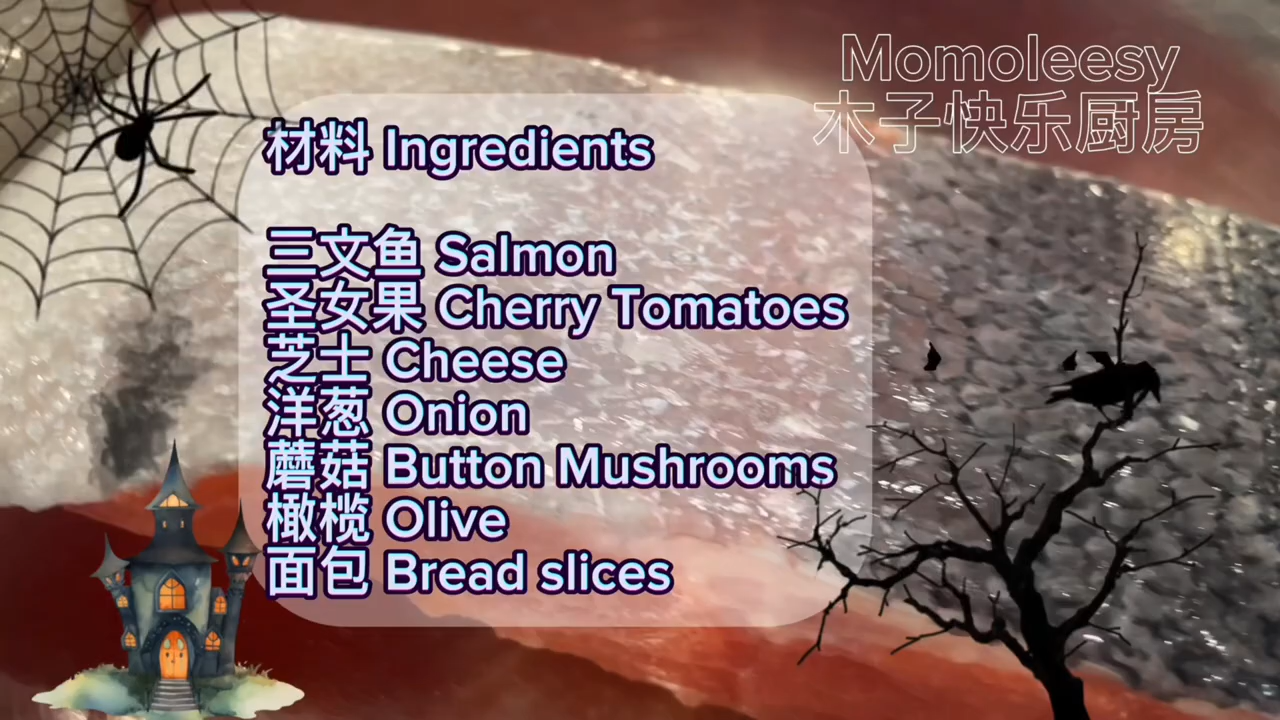 Momoleesy
木子快乐厨房
材料 Ingredients
三文鱼 Salmon
圣女果 Cherry Tomatoes
芝士 Cheese
洋葱 Onion
蘑菇 Button Mushrooms
橄榄 Olive
面包 Bread slices